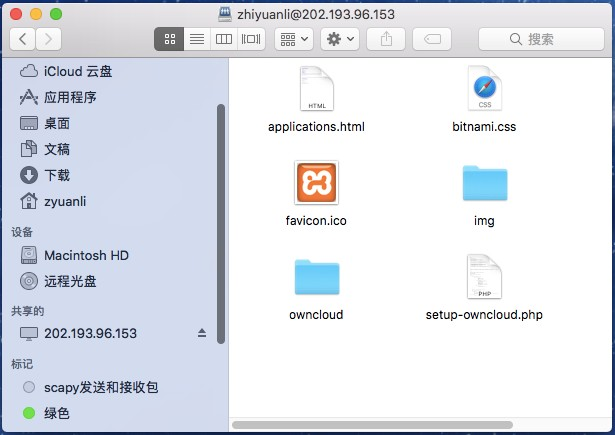 zhiyuanli@202.193.96.153
搜索
iCloud 云盘
应用程序
桌面
文稿
下载
zyuanli
设备
Macintosh HD
远程光盘
共享的
202.193.96.153
标记
scapy发送和接收包
绿色
HTML
applications.html
CSS
bitnami.css
favicon.ico
img
owncloud
PHP
setup-owncloud.php